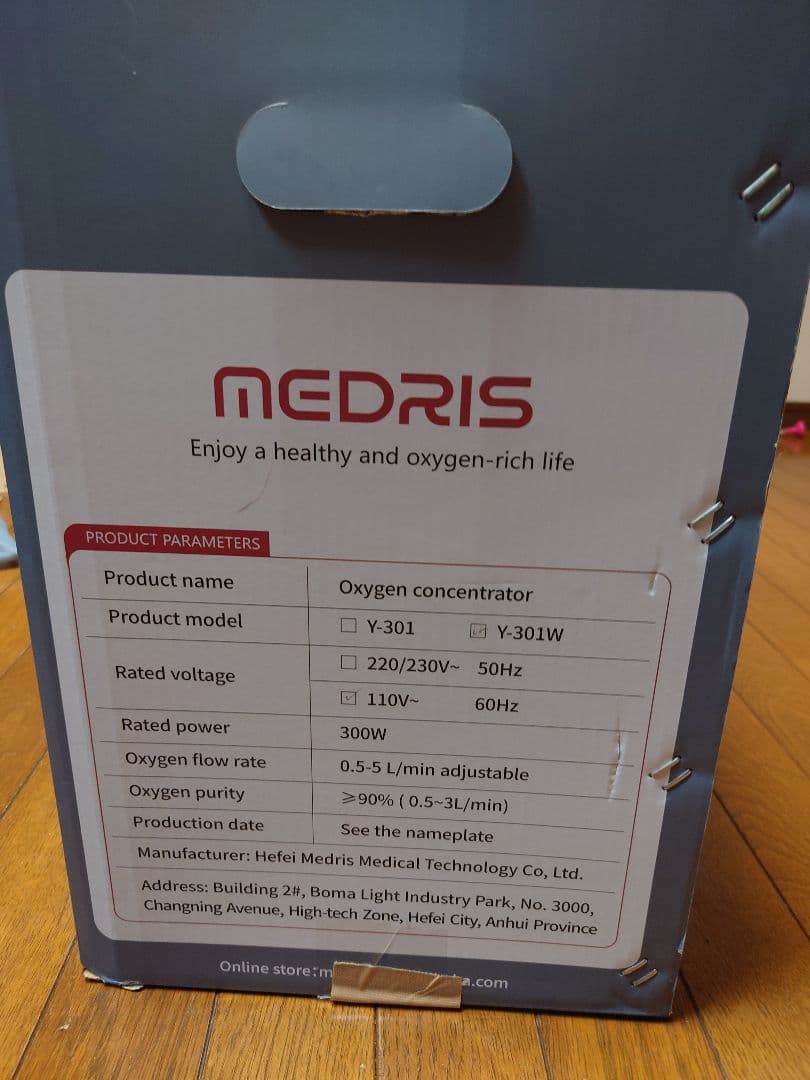 MEDRIS
Enjoy a healthy and oxygen-rich life
PRODUCT PARAMETERS
Product name Oxygen concentrator
Product model ☐ Y-301 ☑ Y-301W
Rated voltage ☐ 220/230V~ 50Hz
☑ 110V~ 60Hz
Rated power 300W
Oxygen flow rate 0.5-5 L/min adjustable
Oxygen purity ⩾90% ( 0.5~3L/min)
Production date See the nameplate
Manufacturer: Hefei Medris Medical Technology Co, Ltd.
Address: Building 2#, Boma Light Industry Park, No. 3000,
Changning Avenue, High-tech Zone, Hefei City, Anhui Province
Online store:m a.com